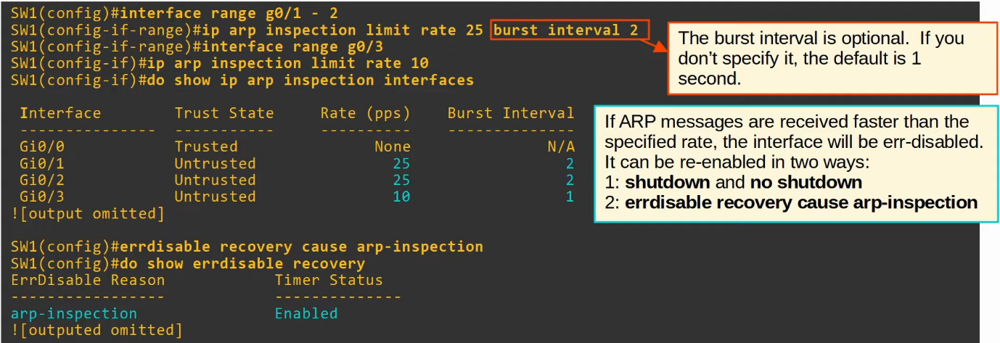 SW1(config)#interface range g0/1 - 2
SW1(config-if-range)#ip arp inspection limit rate 25 burst interval 2
SW1(config-if-range)#interface range g0/3
SW1(config-if)#ip arp inspection limit rate 10
SW1(config-if)#do show ip arp inspection interfaces
Interface Trust State Rate (pps) Burst Interval
--------------- ----------- ---------- --------------
Gi0/0 Trusted None N/A
Gi0/1 Untrusted 25 2
Gi0/2 Untrusted 25 2
Gi0/3 Untrusted 10 1
![output omitted]
SW1(config)#errdisable recovery cause arp-inspection
SW1(config)#do show errdisable recovery
ErrDisable Reason Timer Status
----------------- --------------
arp-inspection Enabled
![outputed omitted]
The burst interval is optional. If you
don't specify it, the default is 1
second.
If ARP messages are received faster than the
specified rate, the interface will be err-disabled.
It can be re-enabled in two ways:
1: shutdown and no shutdown
2: errdisable recovery cause arp-inspection